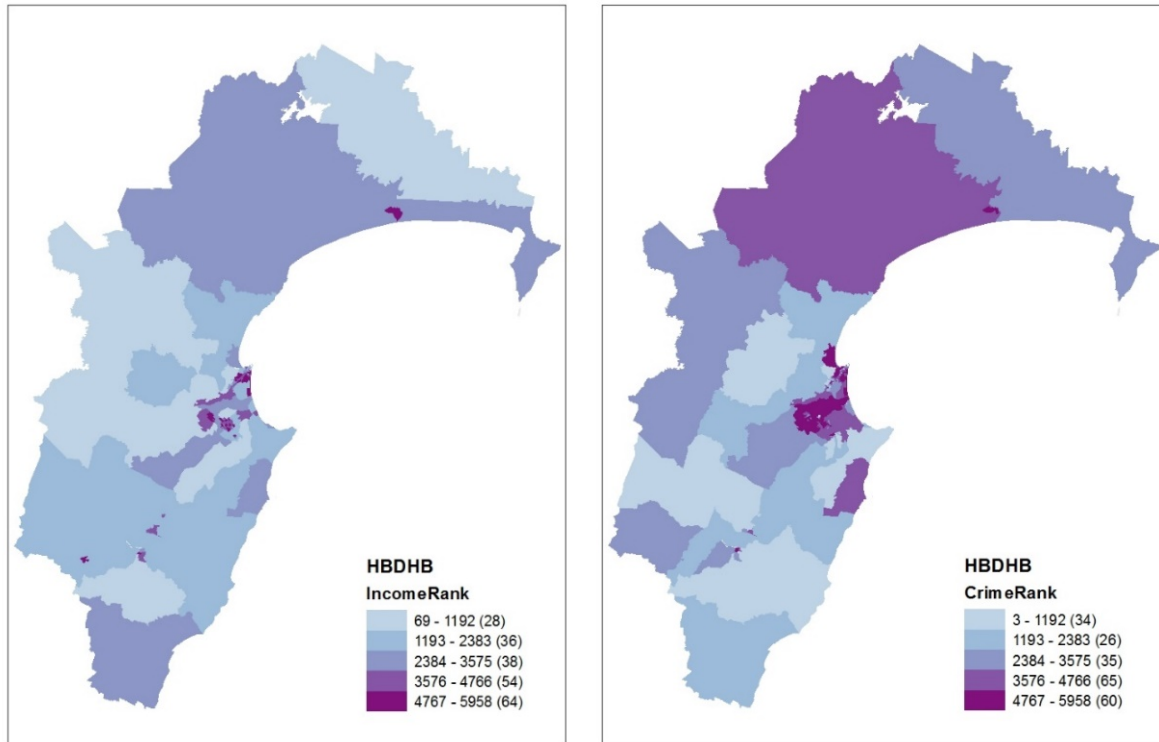 HBDHB
IncomeRank
69 - 1192 (28)
1193 - 2383 (36)
2384 - 3575 (38)
3576 - 4766 (54)
4767 - 5958 (64)
HBDHB
CrimeRank
3 - 1192 (34)
1193 - 2383 (26)
2384 - 3575 (35)
3576 - 4766 (65)
4767 - 5958 (60)